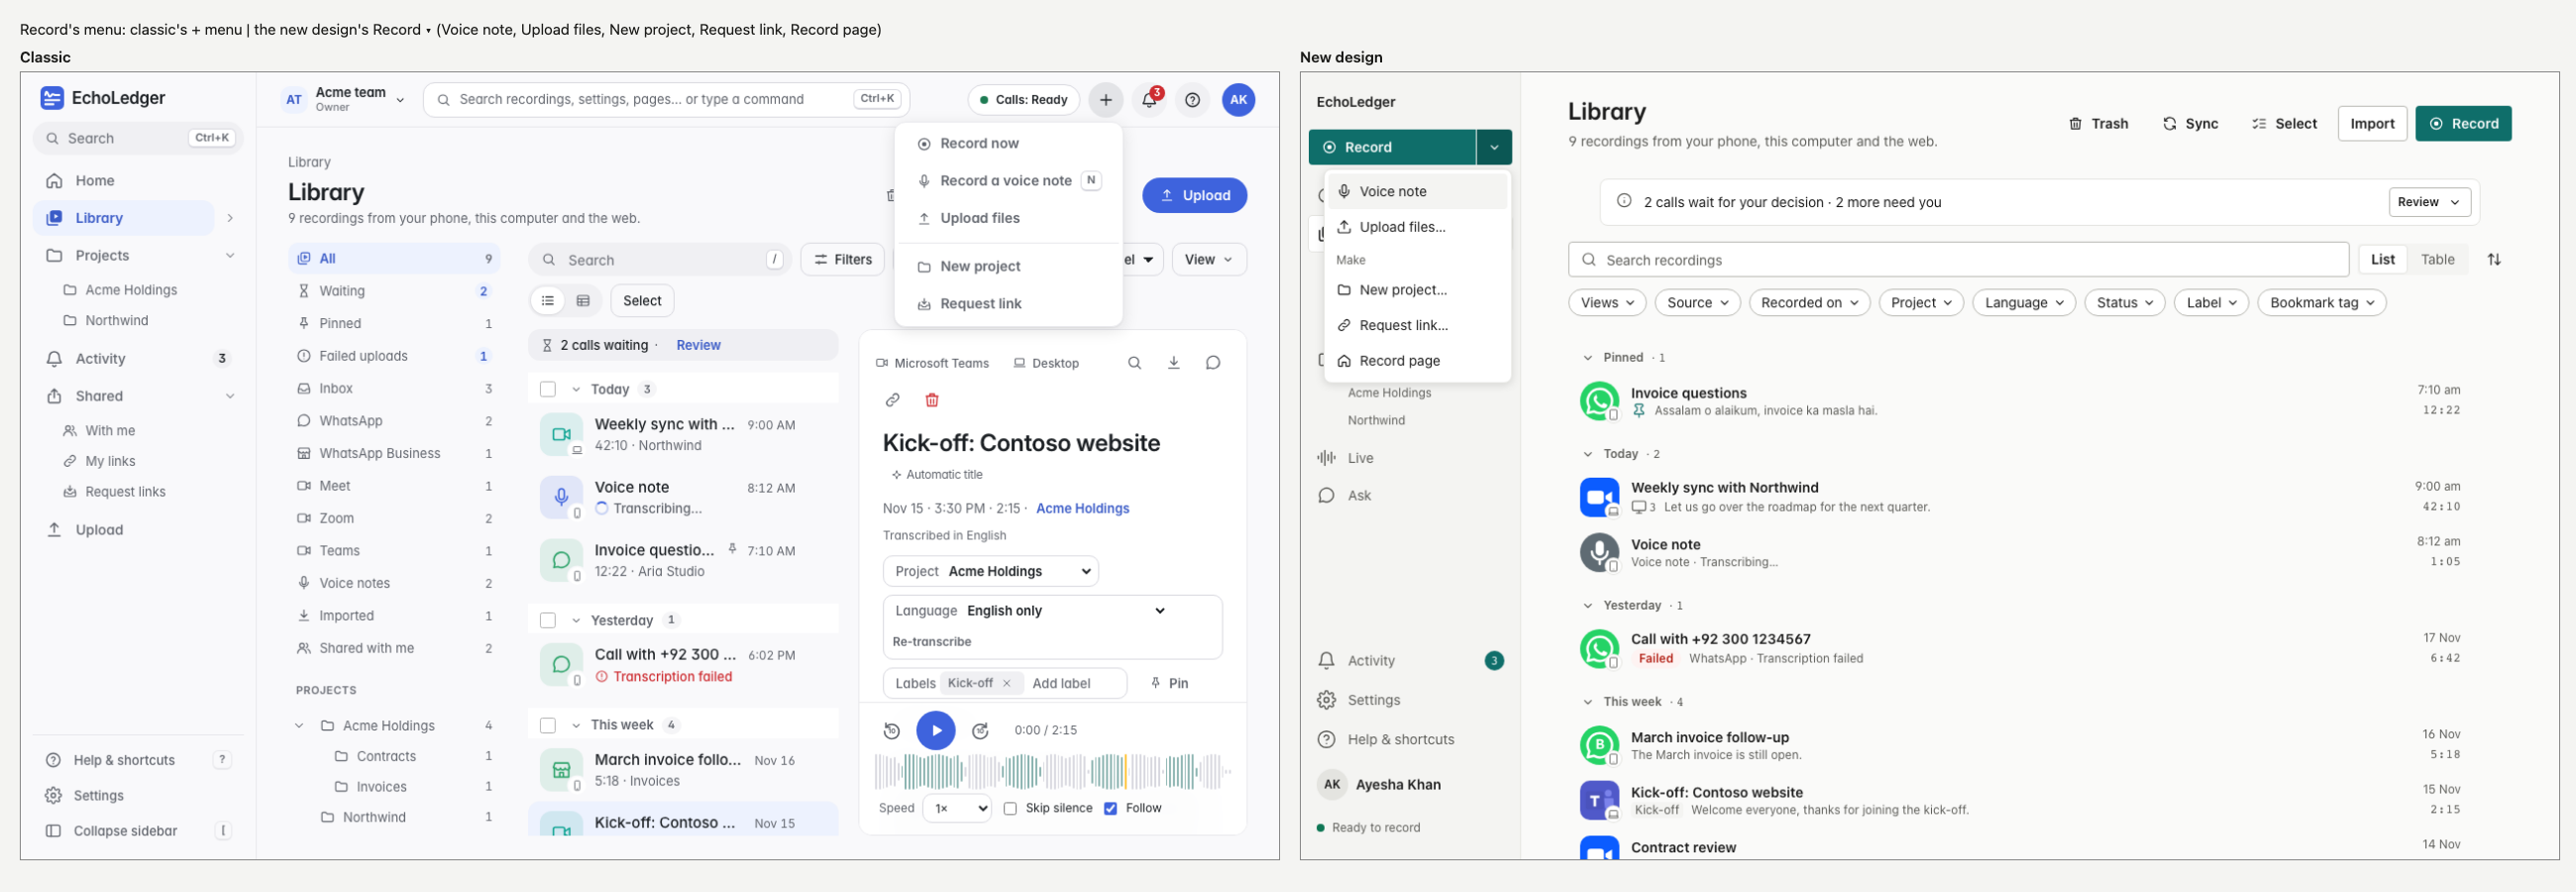 Record's menu: classic's + menu | the new design's Record ▾ (Voice note, Upload files, New project, Request link, Record page)
Classic
EchoLedger
Search Ctrl+K
Home
Library
Projects
Acme Holdings
Northwind
Activity 3
Shared
With me
My links
Request links
Upload
Help & shortcuts ?
Settings
Collapse sidebar [
AT Acme team
Owner
Search recordings, settings, pages... or type a command Ctrl+K
Calls: Ready
3
AK
Record now
Record a voice note N
Upload files
New project
Request link
Library
Library
9 recordings from your phone, this computer and the web.
Upload
All 9
Waiting 2
Pinned 1
Failed uploads 1
Inbox 3
WhatsApp 2
WhatsApp Business 1
Meet 1
Zoom 2
Teams 1
Voice notes 2
Imported 1
Shared with me 2
PROJECTS
Acme Holdings 4
Contracts 1
Invoices 1
Northwind 1
Search /
Filters
el
View
Select
2 calls waiting · Review
Today 3
Weekly sync with ... 9:00 AM
42:10 · Northwind
Voice note 8:12 AM
Transcribing...
Invoice questio... 7:10 AM
12:22 · Aria Studio
Yesterday 1
Call with +92 300 ... 6:02 PM
Transcription failed
This week 4
March invoice follo... Nov 16
5:18 · Invoices
Kick-off: Contoso ... Nov 15
Microsoft Teams Desktop
Kick-off: Contoso website
Automatic title
Nov 15 · 3:30 PM · 2:15 · Acme Holdings
Transcribed in English
Project Acme Holdings
Language English only
Re-transcribe
Labels Kick-off × Add label Pin
0:00 / 2:15
Speed 1× Skip silence Follow
New design
EchoLedger
Record
Voice note
Upload files...
Make
New project...
Request link...
Record page
Acme Holdings
Northwind
Live
Ask
Activity 3
Settings
Help & shortcuts
AK Ayesha Khan
Ready to record
Library
9 recordings from your phone, this computer and the web.
Trash
Sync
Select
Import
Record
2 calls wait for your decision · 2 more need you Review
Search recordings
List Table
Views Source Recorded on Project Language Status Label Bookmark tag
Pinned · 1
Invoice questions 7:10 am
Assalam o alaikum, invoice ka masla hai. 12:22
Today · 2
Weekly sync with Northwind 9:00 am
3 Let us go over the roadmap for the next quarter. 42:10
Voice note 8:12 am
Voice note · Transcribing... 1:05
Yesterday · 1
Call with +92 300 1234567 17 Nov
Failed WhatsApp · Transcription failed 6:42
This week · 4
March invoice follow-up 16 Nov
The March invoice is still open. 5:18
Kick-off: Contoso website 15 Nov
Kick-off Welcome everyone, thanks for joining the kick-off. 2:15
Contract review 14 Nov